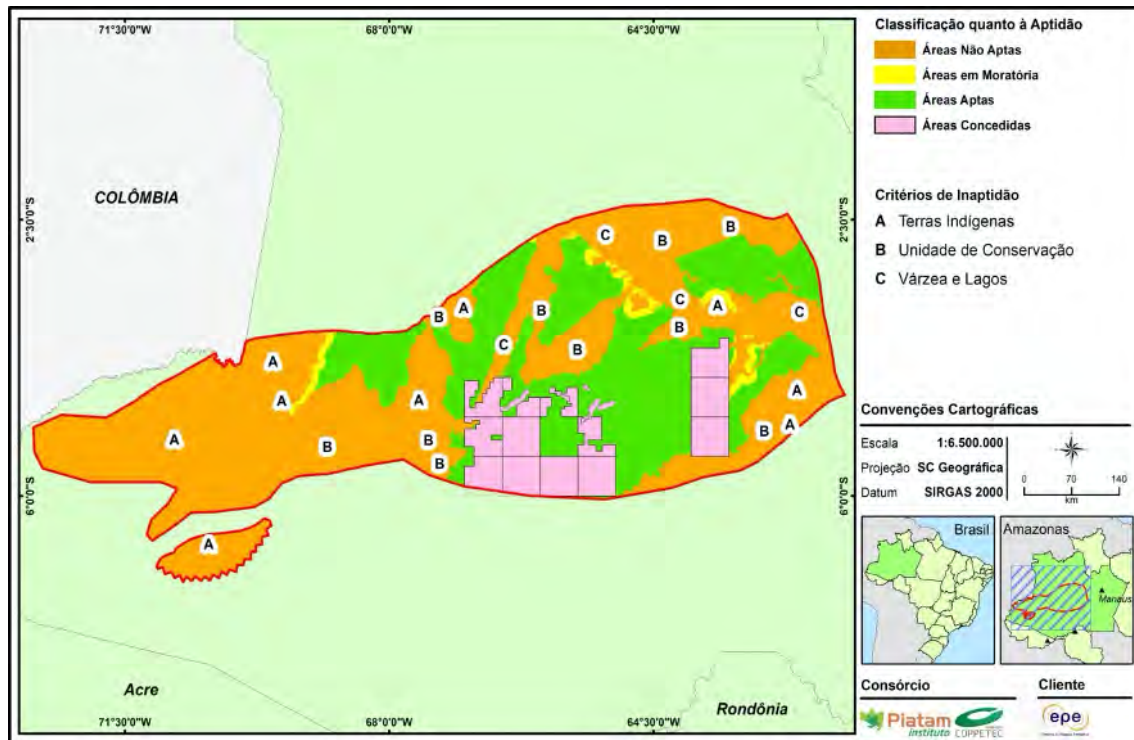 71°30'0"W
68°0'0"W
64°30'0"W
COLÔMBIA
2°30'0"S
2°30'0"S
C
B
B
A
B
B
C
A
C
B
C
B
A
A
A
A
A
B
A
B
B
B
A
6°0'0"S
6°0'0"S
A
Acre
Rondônia
71°30'0"W
68°0'0"W
64°30'0"W
Classificação quanto à Aptidão
Áreas Não Aptas
Áreas em Moratória
Áreas Aptas
Áreas Concedidas
Critérios de Inaptidão
A Terras Indígenas
B Unidade de Conservação
C Várzea e Lagos
Convenções Cartográficas
Escala 1:6.500.000
Projeção SC Geográfica
Datum SIRGAS 2000
0 70 140
km
Brasil
Amazonas
Manaus
Consórcio
Cliente
Piatam
instituto
COPPETEC
epe